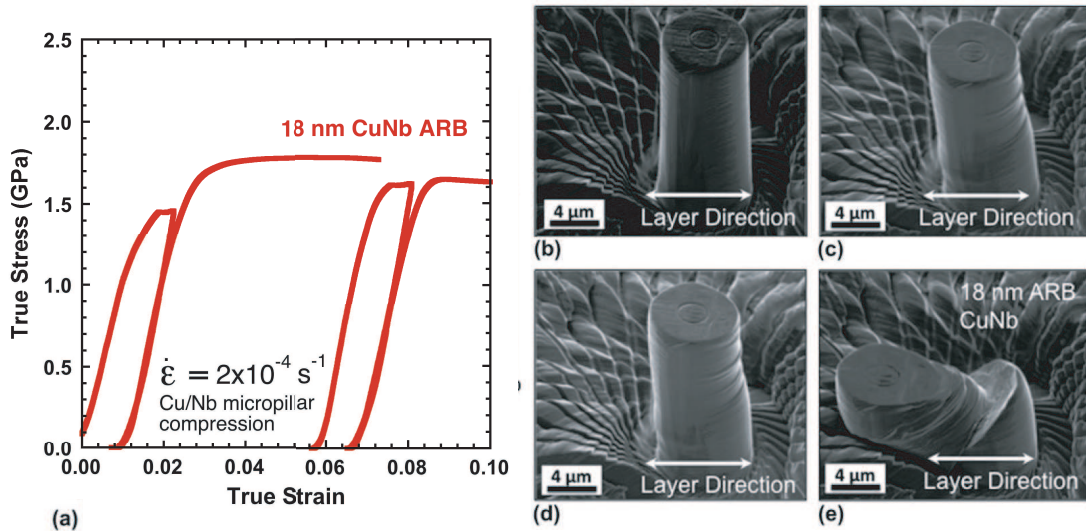 2.5
2.0
1.5
1.0
0.5
0.0
0.00 0.02 0.04 0.06 0.08 0.10
True Stress (GPa)
True Strain
18 nm CuNb ARB
ε̇ = 2x10⁻⁴ s⁻¹
Cu/Nb micropillar
compression
(a)
4 µm
Layer Direction
(b)
4 µm
Layer Direction
(c)
4 µm
Layer Direction
(d)
18 nm ARB
CuNb
4 µm
Layer Direction
(e)